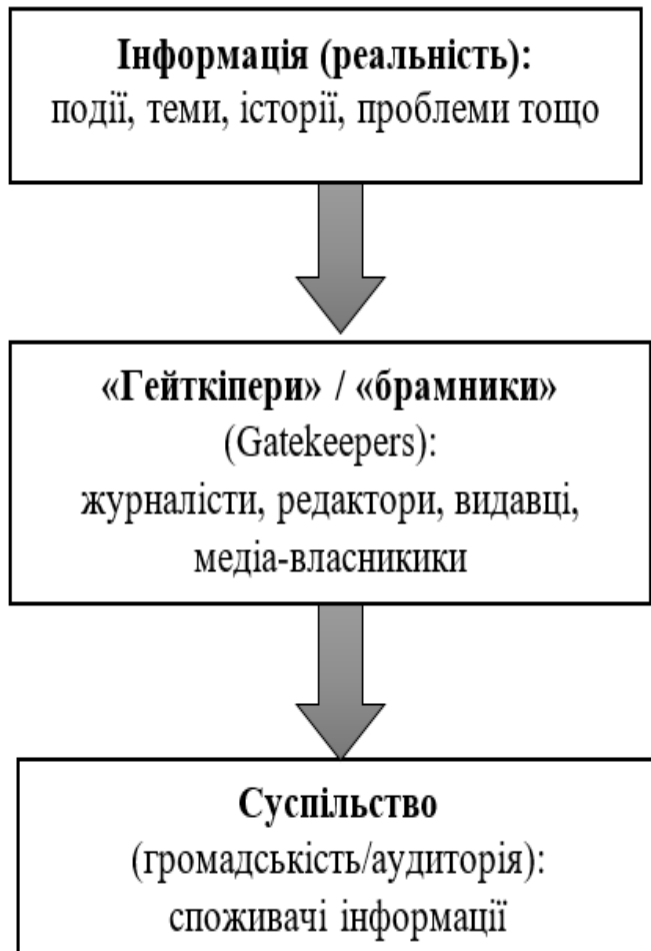 Інформація (реальність):
події, теми, історії, проблеми тощо
«Гейткіпери» / «брамники»
(Gatekeepers):
журналісти, редактори, видавці,
медіа-власникики
Суспільство
(громадськість/аудиторія):
споживачі інформації